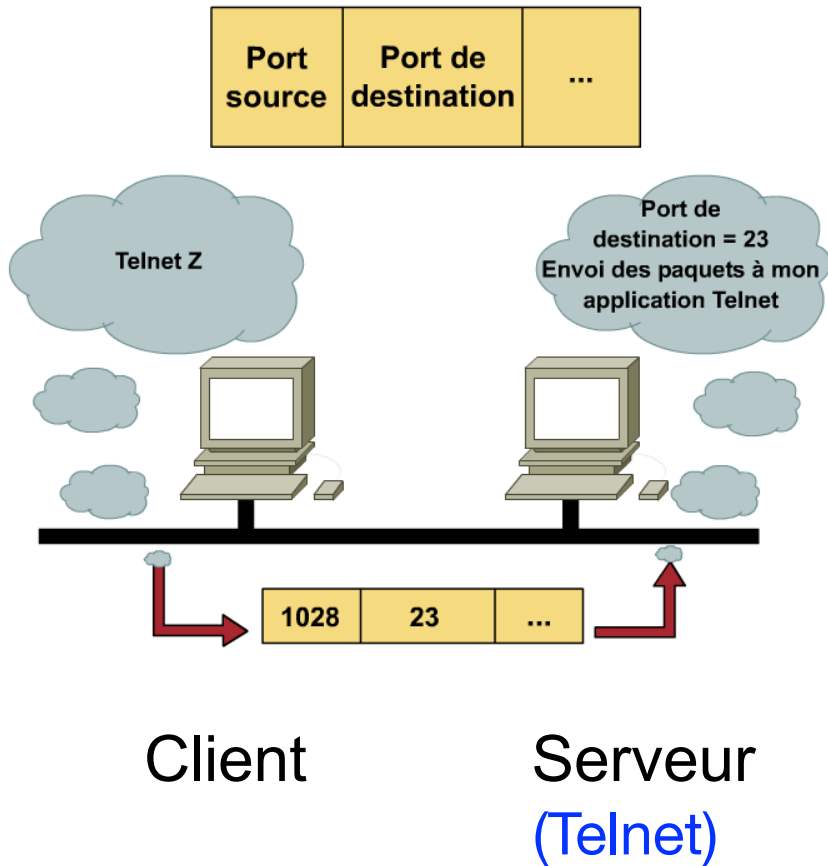 Port
source
Port de
destination
...
Telnet Z
Port de
destination = 23
Envoi des paquets à mon
application Telnet
1028
23
...
Client
Serveur
(Telnet)